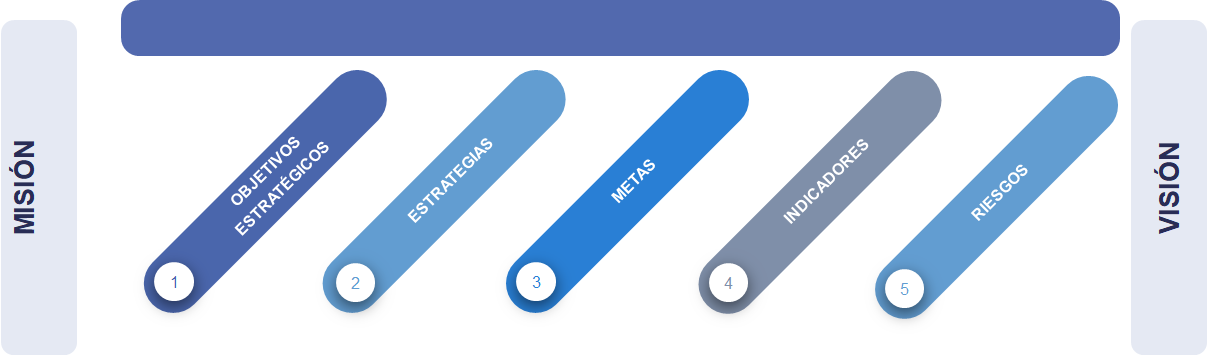 MISIÓN
OBJETIVOS
ESTRATÉGICOS
1
ESTRATEGIAS
2
METAS
3
INDICADORES
4
RIESGOS
5
VISIÓN